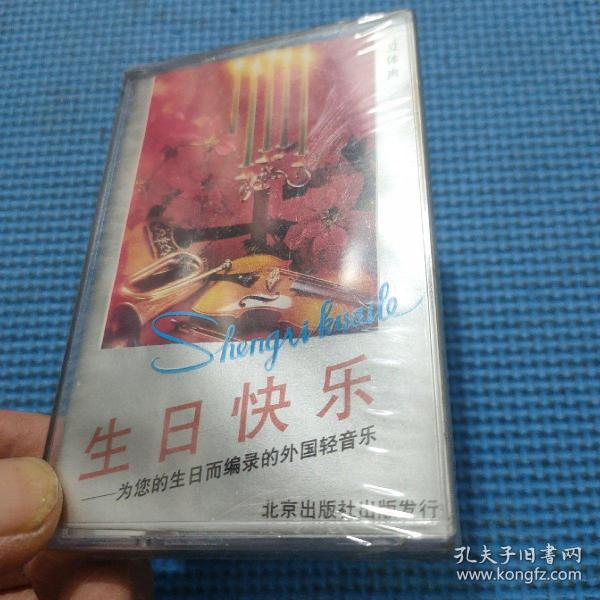 立体声
Shengri kuaile
生日快乐
——为您的生日而编录的外国轻音乐
北京出版社出版发行
孔夫子旧书网
www.kongfz.com